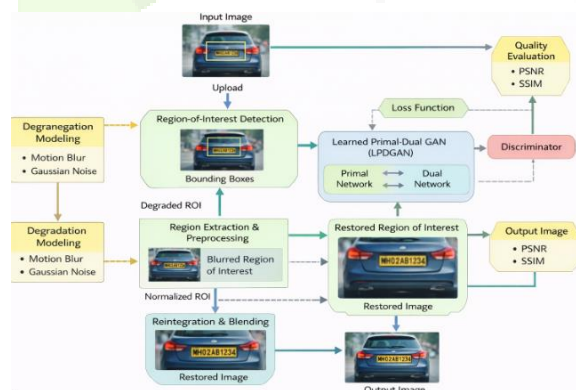 Input Image
Upload
Quality
Evaluation
• PSNR
• SSIM
Loss Function
Degranegation
Modeling
• Motion Blur
• Gaussian Noise
Region-of-Interest Detection
Bounding Boxes
Learned Primal-Dual GAN
(LPDGAN)
Primal
Network
Dual
Network
Discriminator
Degraded ROI
Degradation
Modeling
• Motion Blur
• Gaussian Noise
Region Extraction &
Preprocessing
Blurred Region
of Interest
Normalized ROI
Restored Region of Interest
MH02AB1234
Restored Image
Output Image
• PSNR
• SSIM
Reintegration & Blending
MH02AB1234
Restored Image
Output Image